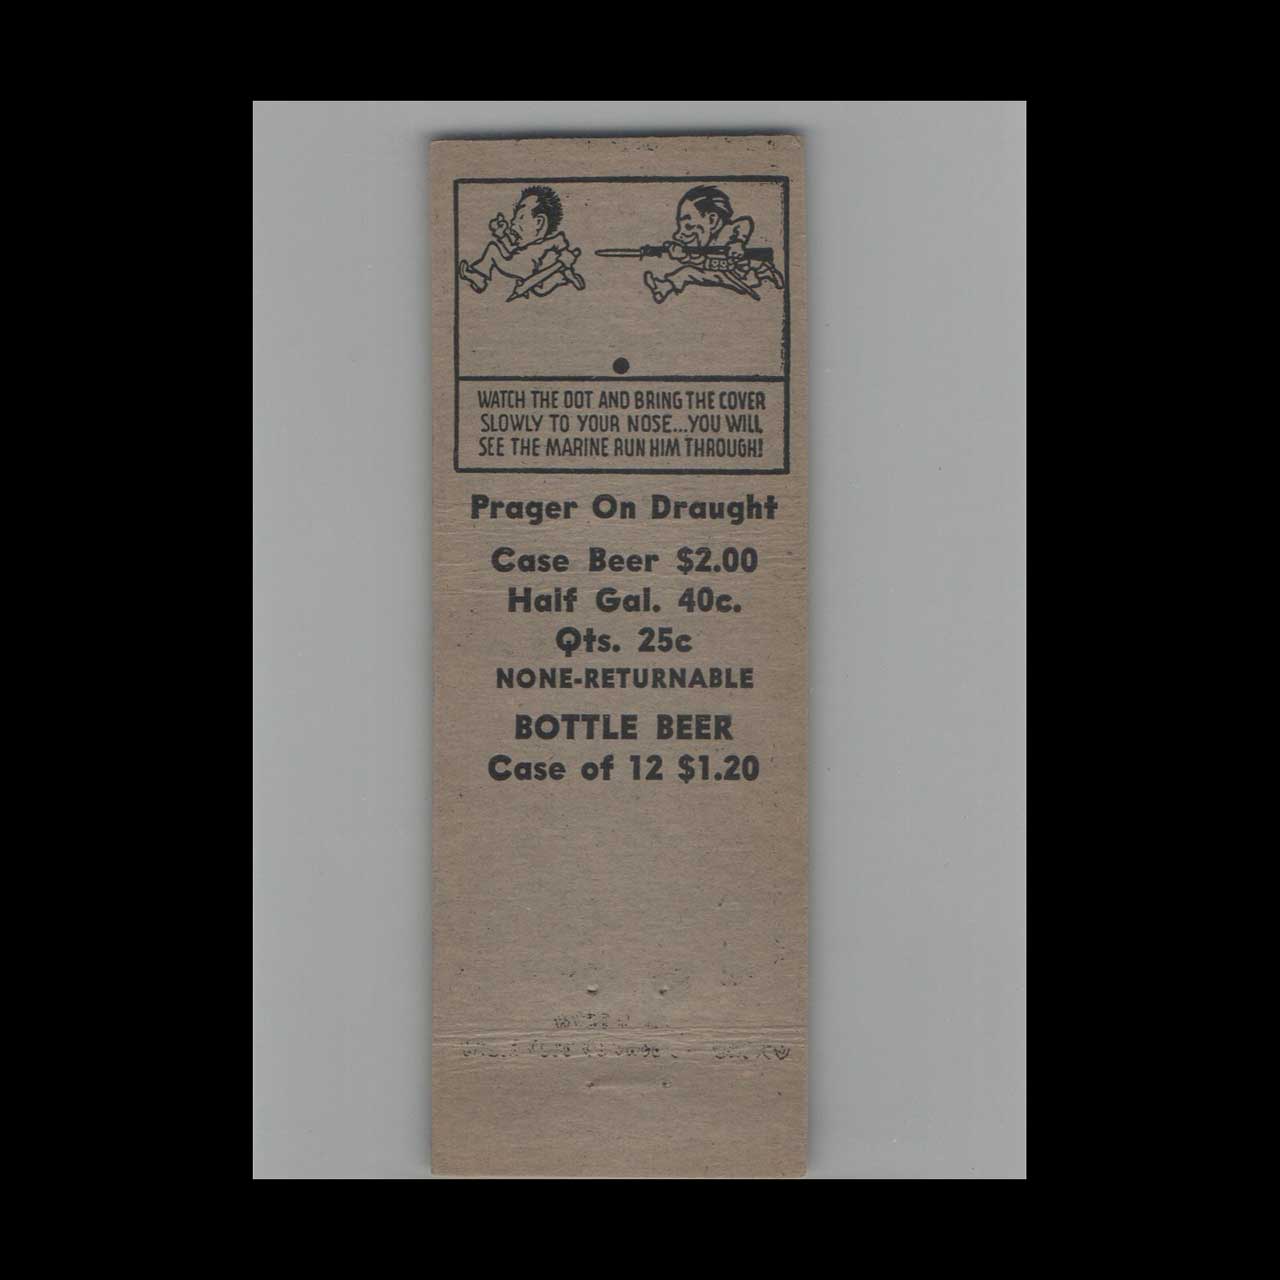 WATCH THE DOT AND BRING THE COVER
SLOWLY TO YOUR NOSE...YOU WILL
SEE THE MARINE RUN HIM THROUGH!
Prager On Draught
Case Beer $2.00
Half Gal. 40c.
Qts. 25c
NONE-RETURNABLE
BOTTLE BEER
Case of 12 $1.20